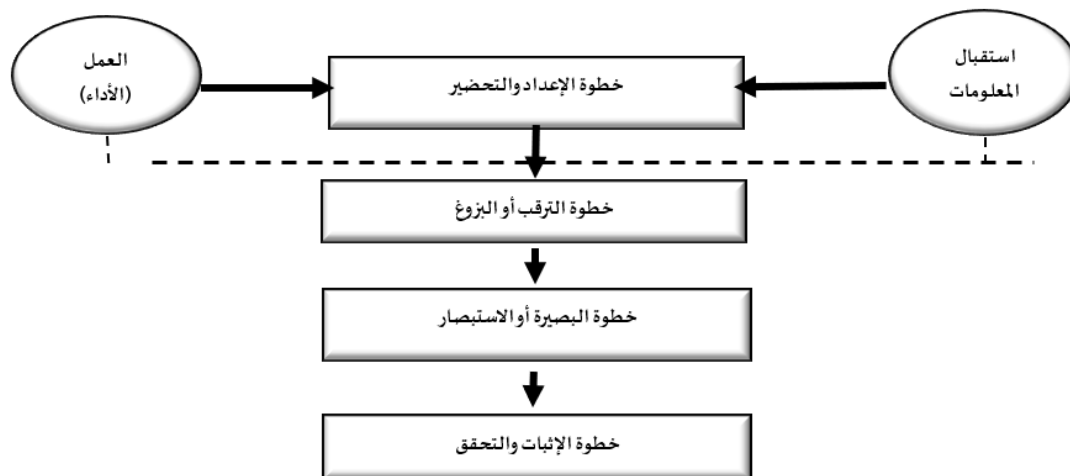 استقبال
المعلومات
خطوة الإعداد والتحضير
العمل
(الأداء)
خطوة الترقب أو البزوغ
خطوة البصيرة أو الاستبصار
خطوة الإثبات والتحقق